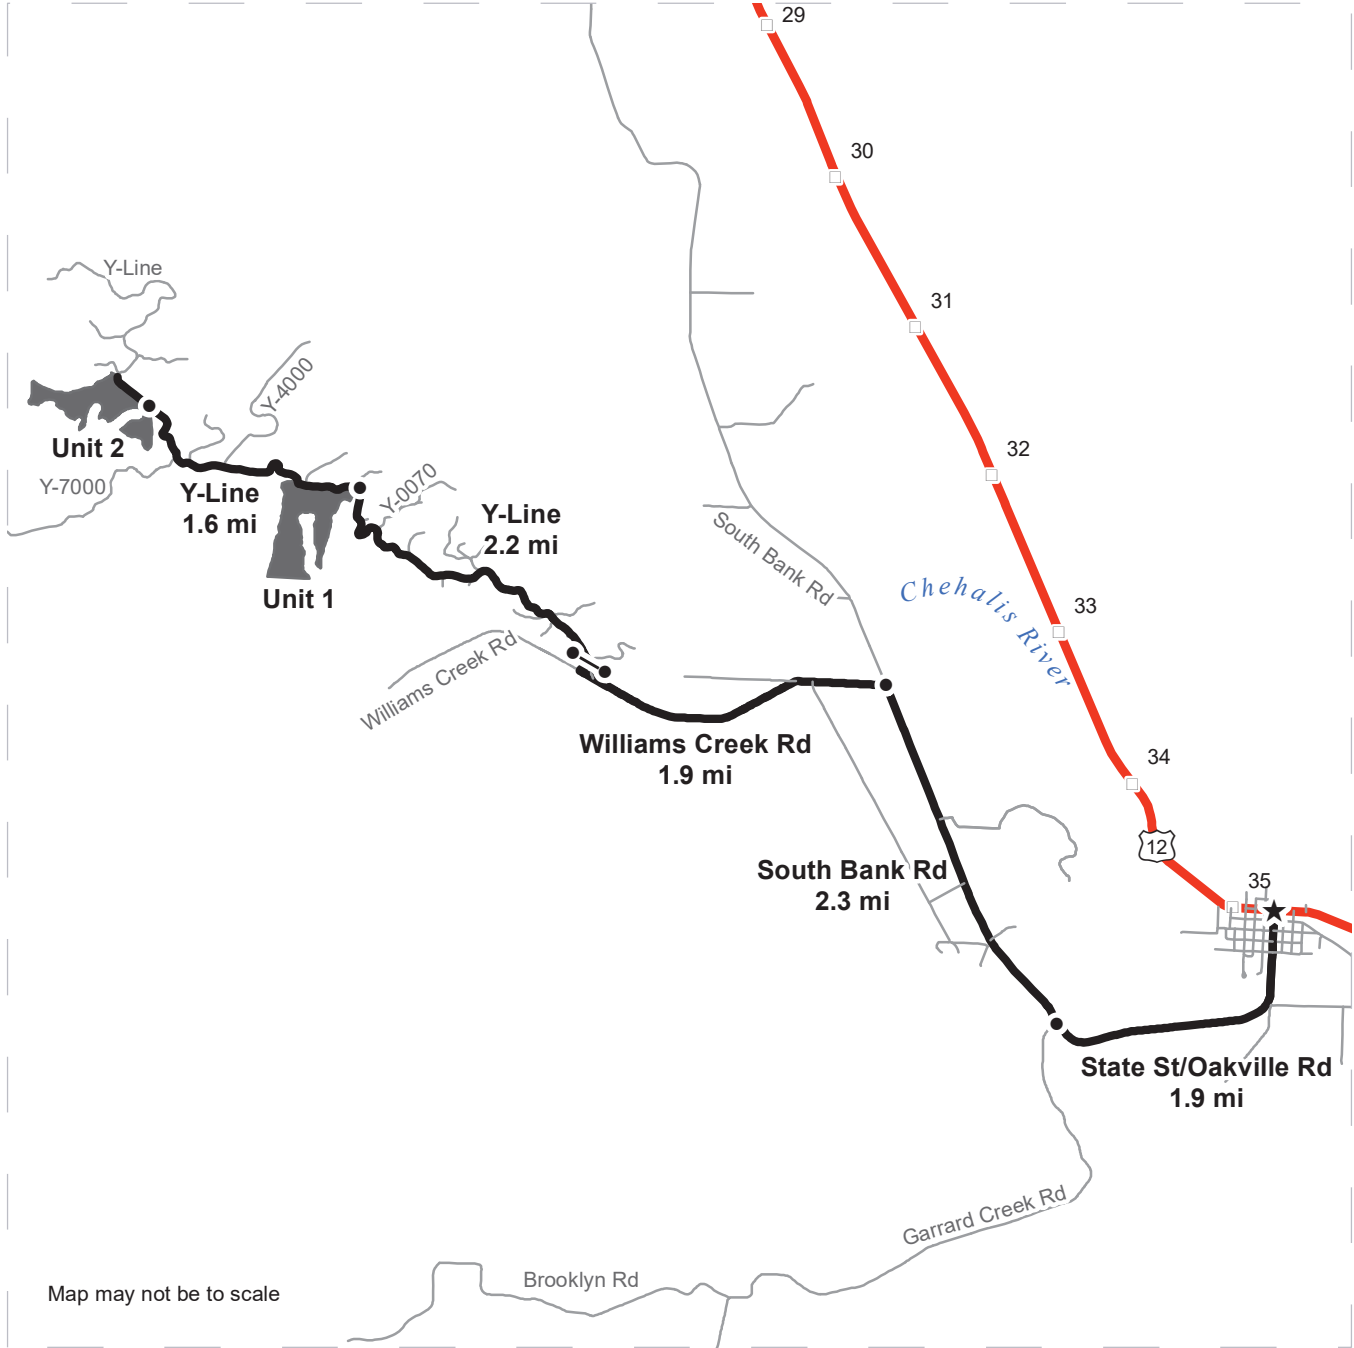 29
30
31
Y-Line
Y-4000
32
Unit 2
Y-7000
Y-Line
1.6 mi
Y-0070
Y-Line
2.2 mi
South Bank Rd
Chehalis River
Unit 1
33
Williams Creek Rd
Williams Creek Rd
1.9 mi
34
12
South Bank Rd
2.3 mi
35
State St/Oakville Rd
1.9 mi
Garrard Creek Rd
Brooklyn Rd
Map may not be to scale